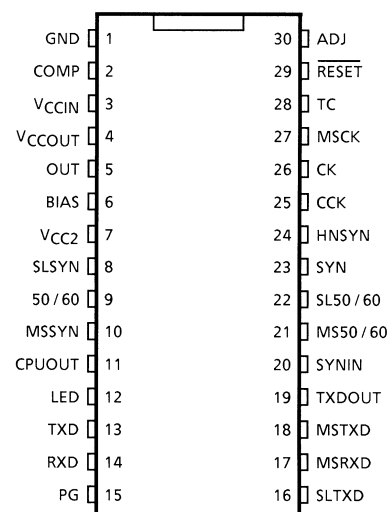 GND 1 30 ADJ
COMP 2 29 RESET
VCCIN 3 28 TC
VCCOUT 4 27 MSCK
OUT 5 26 CK
BIAS 6 25 CCK
VCC2 7 24 HNSYN
SLSYN 8 23 SYN
50 / 60 9 22 SL50 / 60
MSSYN 10 21 MS50 / 60
CPUOUT 11 20 SYNIN
LED 12 19 TXDOUT
TXD 13 18 MSTXD
RXD 14 17 MSRXD
PG 15 16 SLTXD